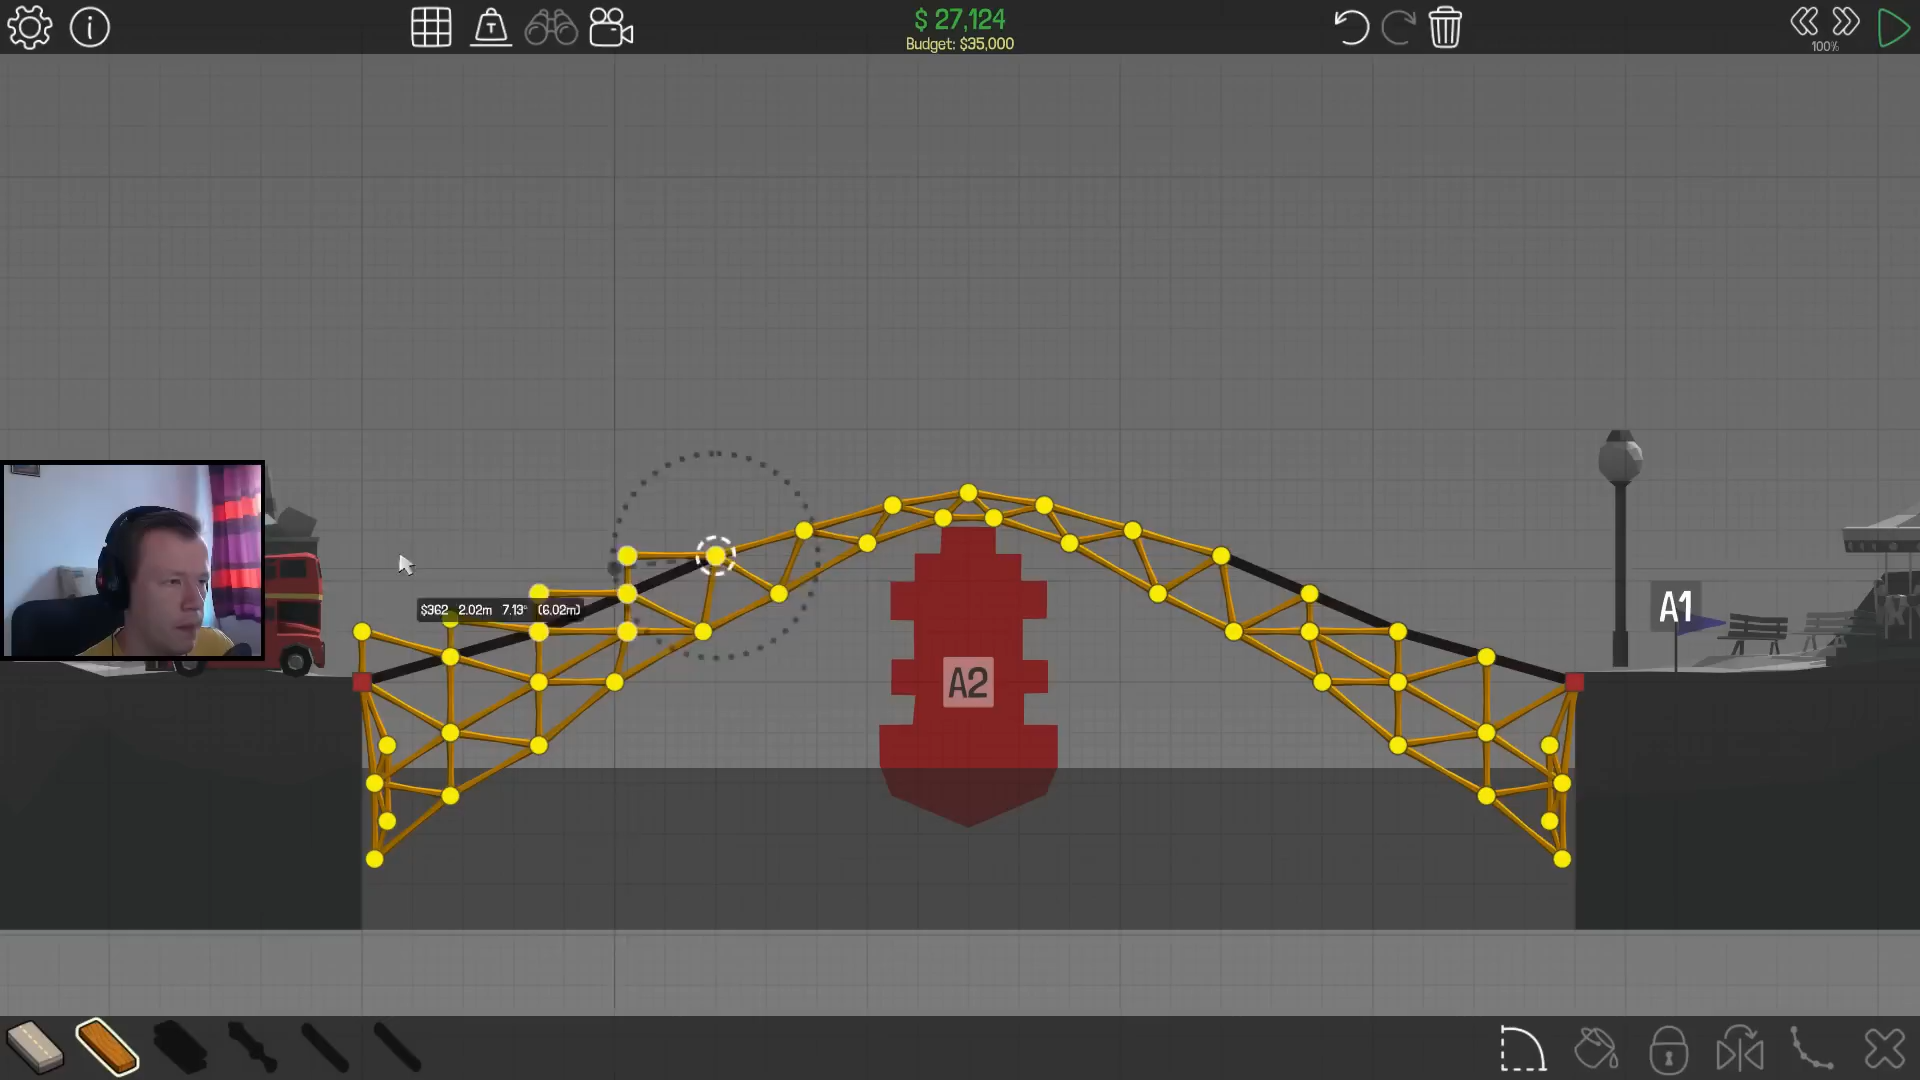 $ 27,124
Budget: $35,000
100%
$362 2.02m 7.13° (6.02m)
A1
A2